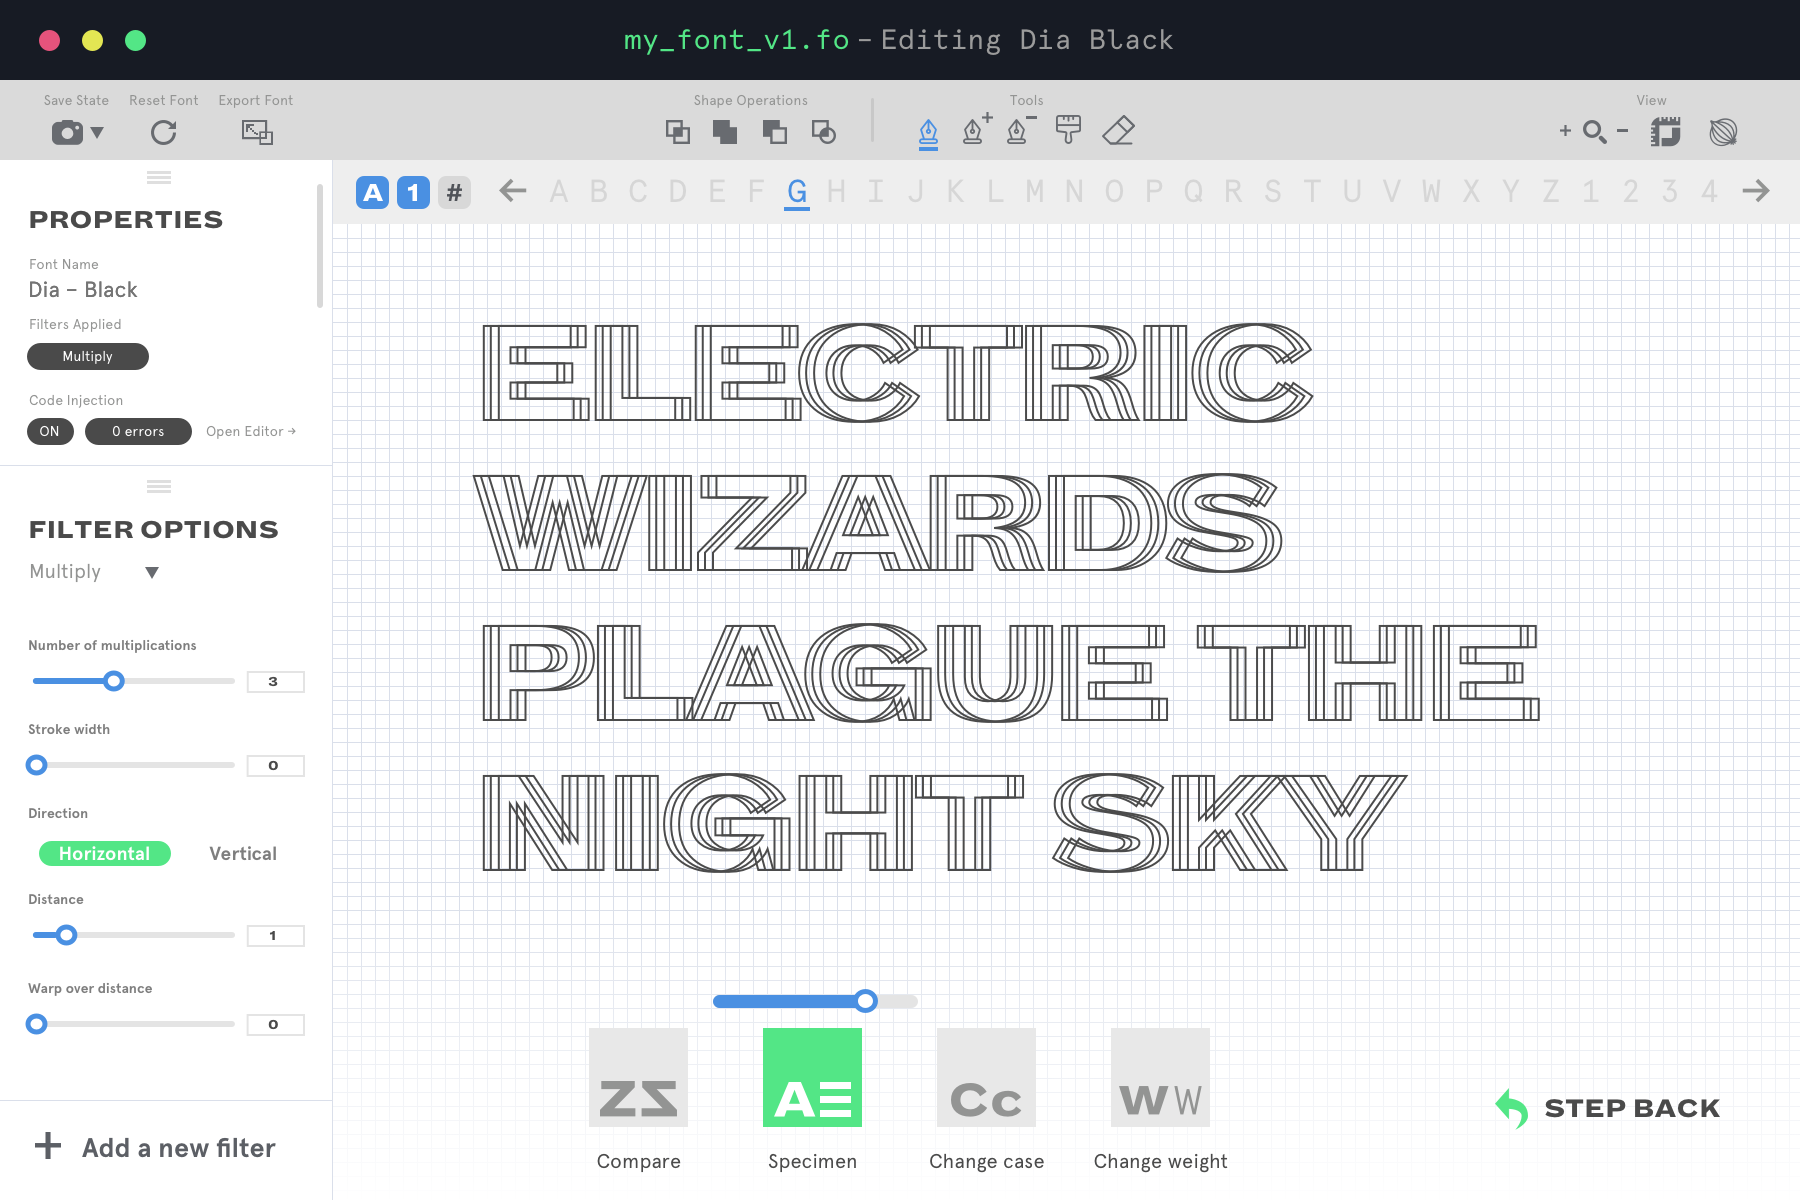 my_font_v1.fo – Editing Dia Black
Save State Reset Font Export Font Shape Operations Tools View
A 1 # ← A B C D E F G H I J K L M N O P Q R S T U V W X Y Z 1 2 3 4 →
PROPERTIES
Font Name
Dia – Black
Filters Applied
Multiply
Code Injection
ON 0 errors Open Editor →
FILTER OPTIONS
Multiply
Number of multiplications
3
Stroke width
0
Direction
Horizontal Vertical
Distance
1
Warp over distance
0
+ Add a new filter
ELECTRIC
WIZARDS
PLAGUE THE
NIGHT SKY
ZS AE Cc WW
Compare Specimen Change case Change weight
STEP BACK